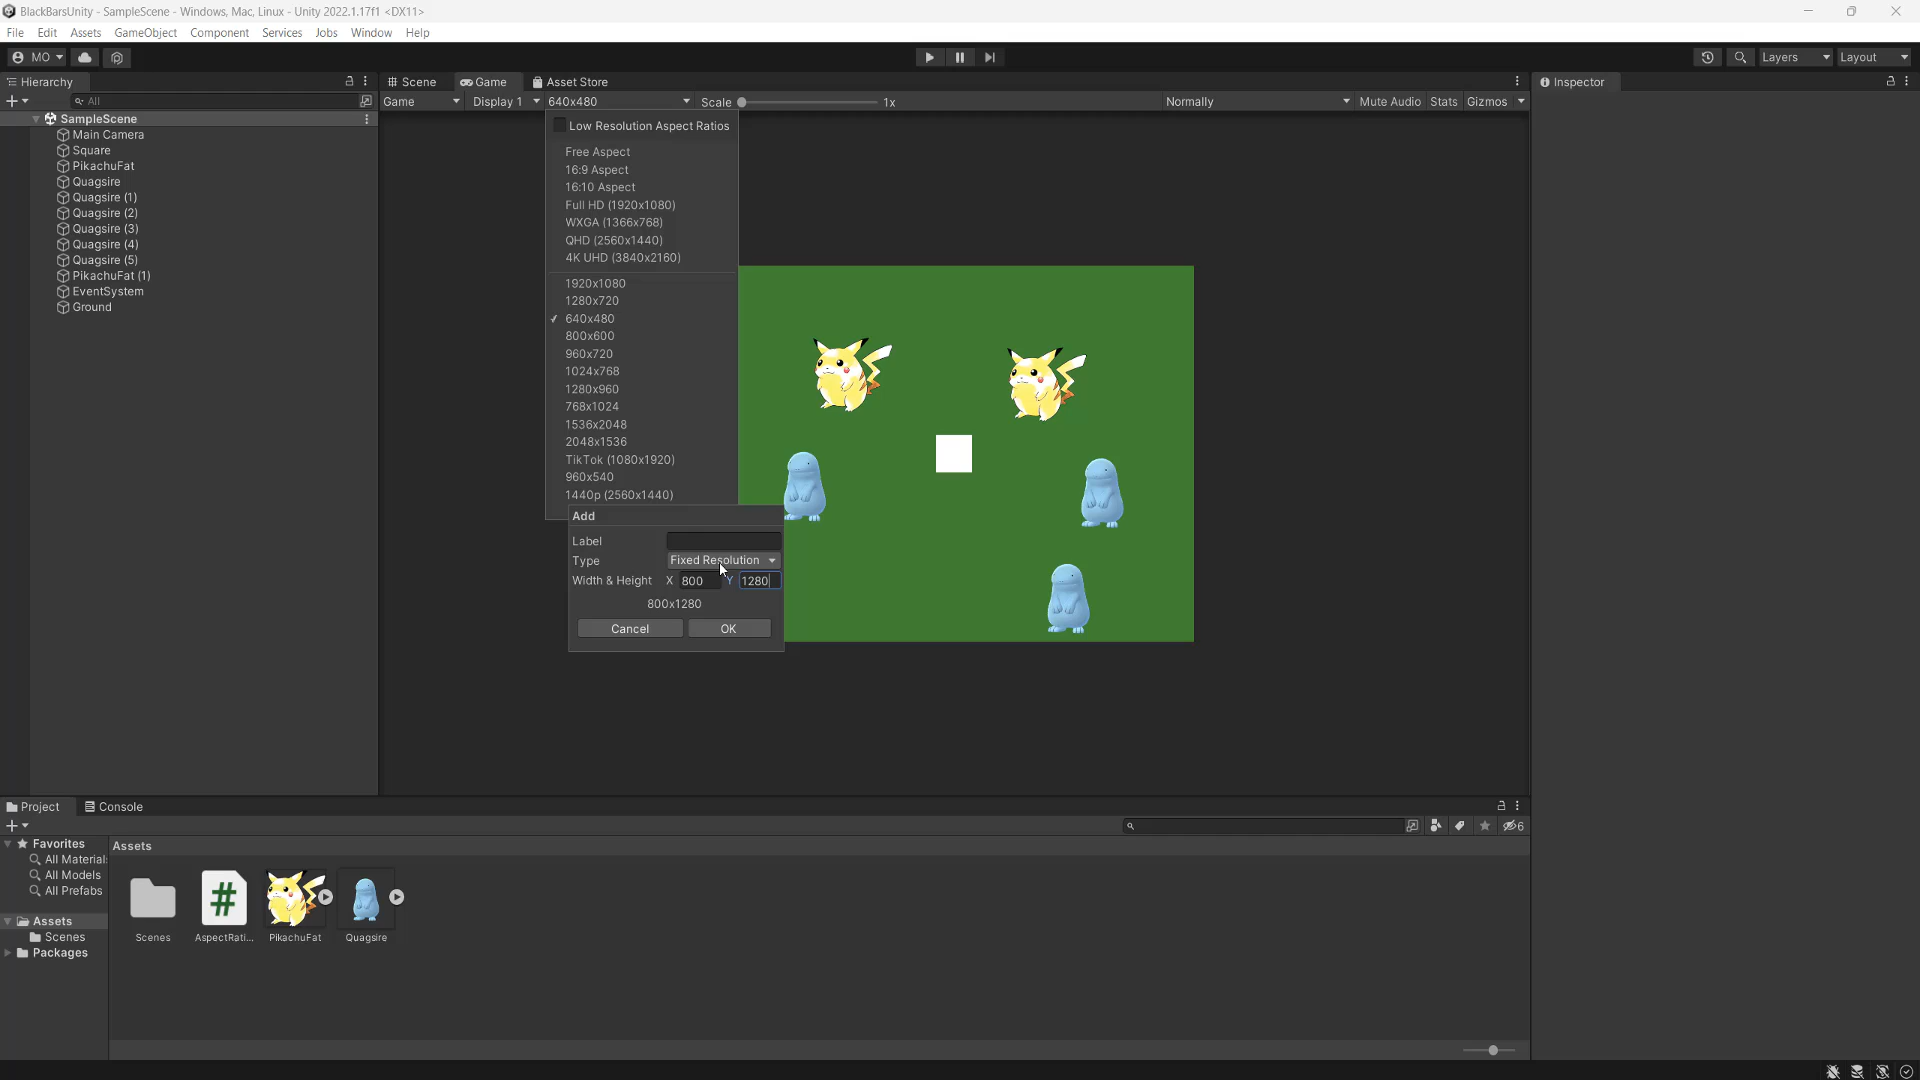 BlackBarsUnity - SampleScene - Windows, Mac, Linux - Unity 2022.1.17f1 <DX11>
File Edit Assets GameObject Component Services Jobs Window Help
MO Layers Layout
Hierarchy Scene Game Asset Store Inspector
All Game Display 1 640x480 Scale 1x Normally Mute Audio Stats Gizmos
SampleScene
Main Camera
Square
PikachuFat
Quagsire
Quagsire (1)
Quagsire (2)
Quagsire (3)
Quagsire (4)
Quagsire (5)
PikachuFat (1)
EventSystem
Ground
Low Resolution Aspect Ratios
Free Aspect
16:9 Aspect
16:10 Aspect
Full HD (1920x1080)
WXGA (1366x768)
QHD (2560x1440)
4K UHD (3840x2160)
1920x1080
1280x720
640x480
800x600
960x720
1024x768
1280x960
768x1024
1536x2048
2048x1536
TikTok (1080x1920)
960x540
1440p (2560x1440)
Add
Label
Type Fixed Resolution
Width & Height X 800 Y 1280
800x1280
Cancel OK
Project Console
6
Favorites
All Material
All Models
All Prefabs
Assets
Scenes
Packages
Assets
Scenes AspectRati... PikachuFat Quagsire